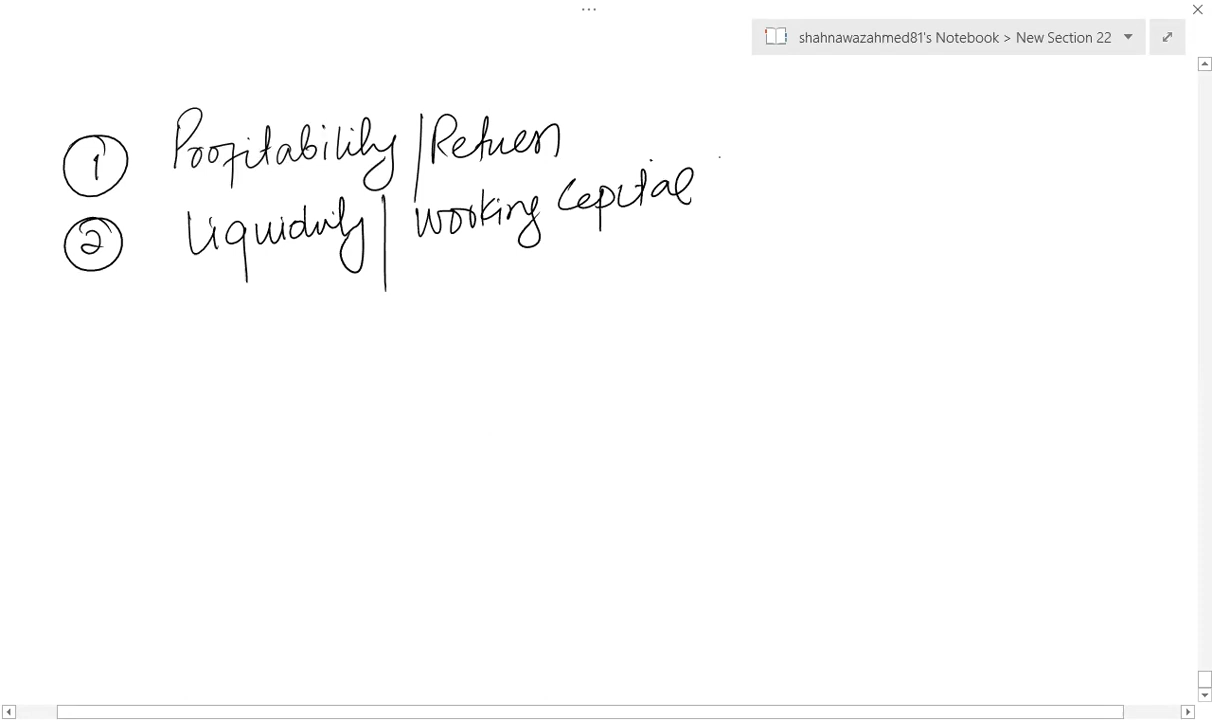 ...
shahnawazahmed81's Notebook > New Section 22
1 Profitability / Return
2 Liquidity / Working Capital